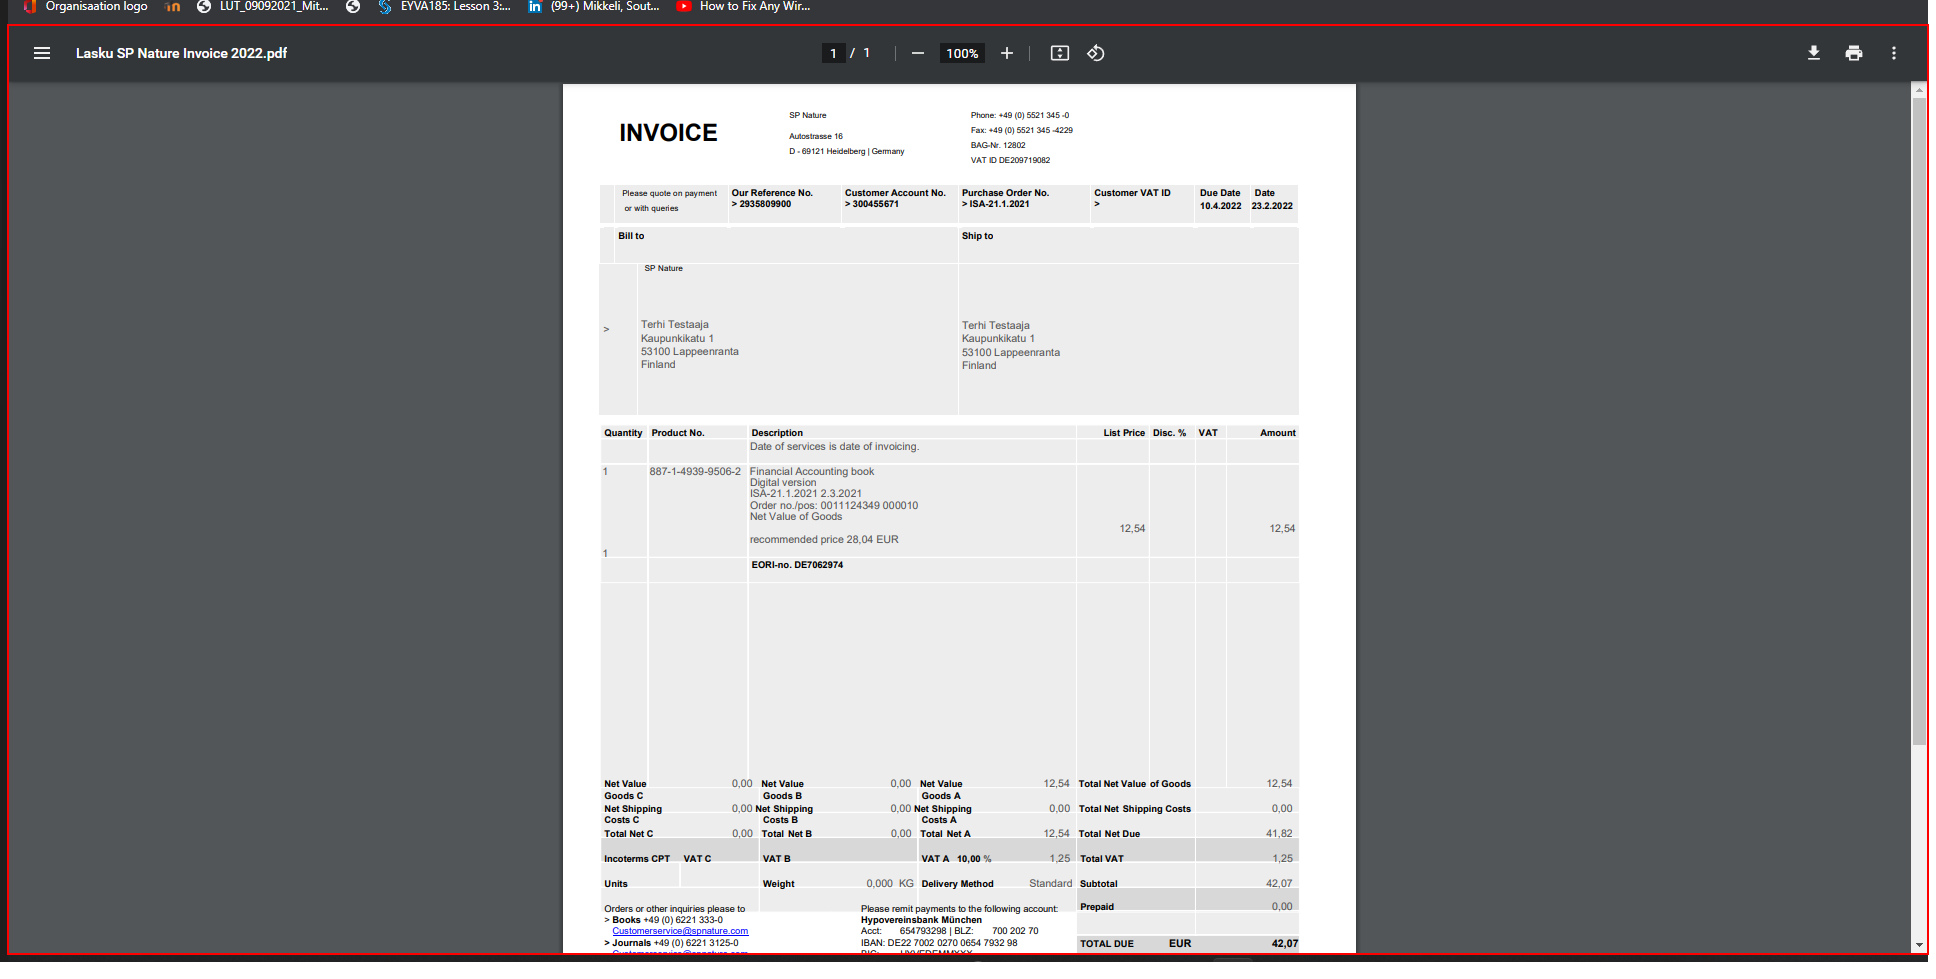 Organisaation logo LUT_09092021_Mit... EYVA185: Lesson 3:... (99+) Mikkeli, Sout... How to Fix Any Wir...
Lasku SP Nature Invoice 2022.pdf 1 / 1 100%
INVOICE
SP Nature
Autostrasse 16
D - 69121 Heidelberg | Germany
Phone: +49 (0) 5521 345 -0
Fax: +49 (0) 5521 345 -4229
BAG-Nr. 12802
VAT ID DE209719082
Please quote on payment
or with queries
Our Reference No.
> 2935809900
Customer Account No.
> 300455671
Purchase Order No.
> ISA-21.1.2021
Customer VAT ID
>
Due Date
10.4.2022
Date
23.2.2022
Bill to
SP Nature
>
Terhi Testaaja
Kaupunkikatu 1
53100 Lappeenranta
Finland
Ship to
Terhi Testaaja
Kaupunkikatu 1
53100 Lappeenranta
Finland
Quantity Product No. Description List Price Disc. % VAT Amount
Date of services is date of invoicing.
1 887-1-4939-9506-2 Financial Accounting book
Digital version
ISA-21.1.2021 2.3.2021
Order no./pos: 0011124349 000010
Net Value of Goods
12,54 12,54
recommended price 28,04 EUR
1
EORI-no. DE7062974
Net Value 0,00 Net Value 0,00 Net Value 12,54 Total Net Value of Goods 12,54
Goods C Goods B Goods A
Net Shipping 0,00 Net Shipping 0,00 Net Shipping 0,00 Total Net Shipping Costs 0,00
Costs C Costs B Costs A
Total Net C 0,00 Total Net B 0,00 Total Net A 12,54 Total Net Due 41,82
Incoterms CPT VAT C VAT B VAT A 10,00 % 1,25 Total VAT 1,25
Units Weight 0,000 KG Delivery Method Standard Subtotal 42,07
Prepaid 0,00
TOTAL DUE EUR 42,07
Orders or other inquiries please to
> Books +49 (0) 6221 333-0
Customerservice@spnature.com
> Journals +49 (0) 6221 3125-0
Please remit payments to the following account:
Hypovereinsbank München
Acct: 654793298 | BLZ: 700 202 70
IBAN: DE22 7002 0270 0654 7932 98